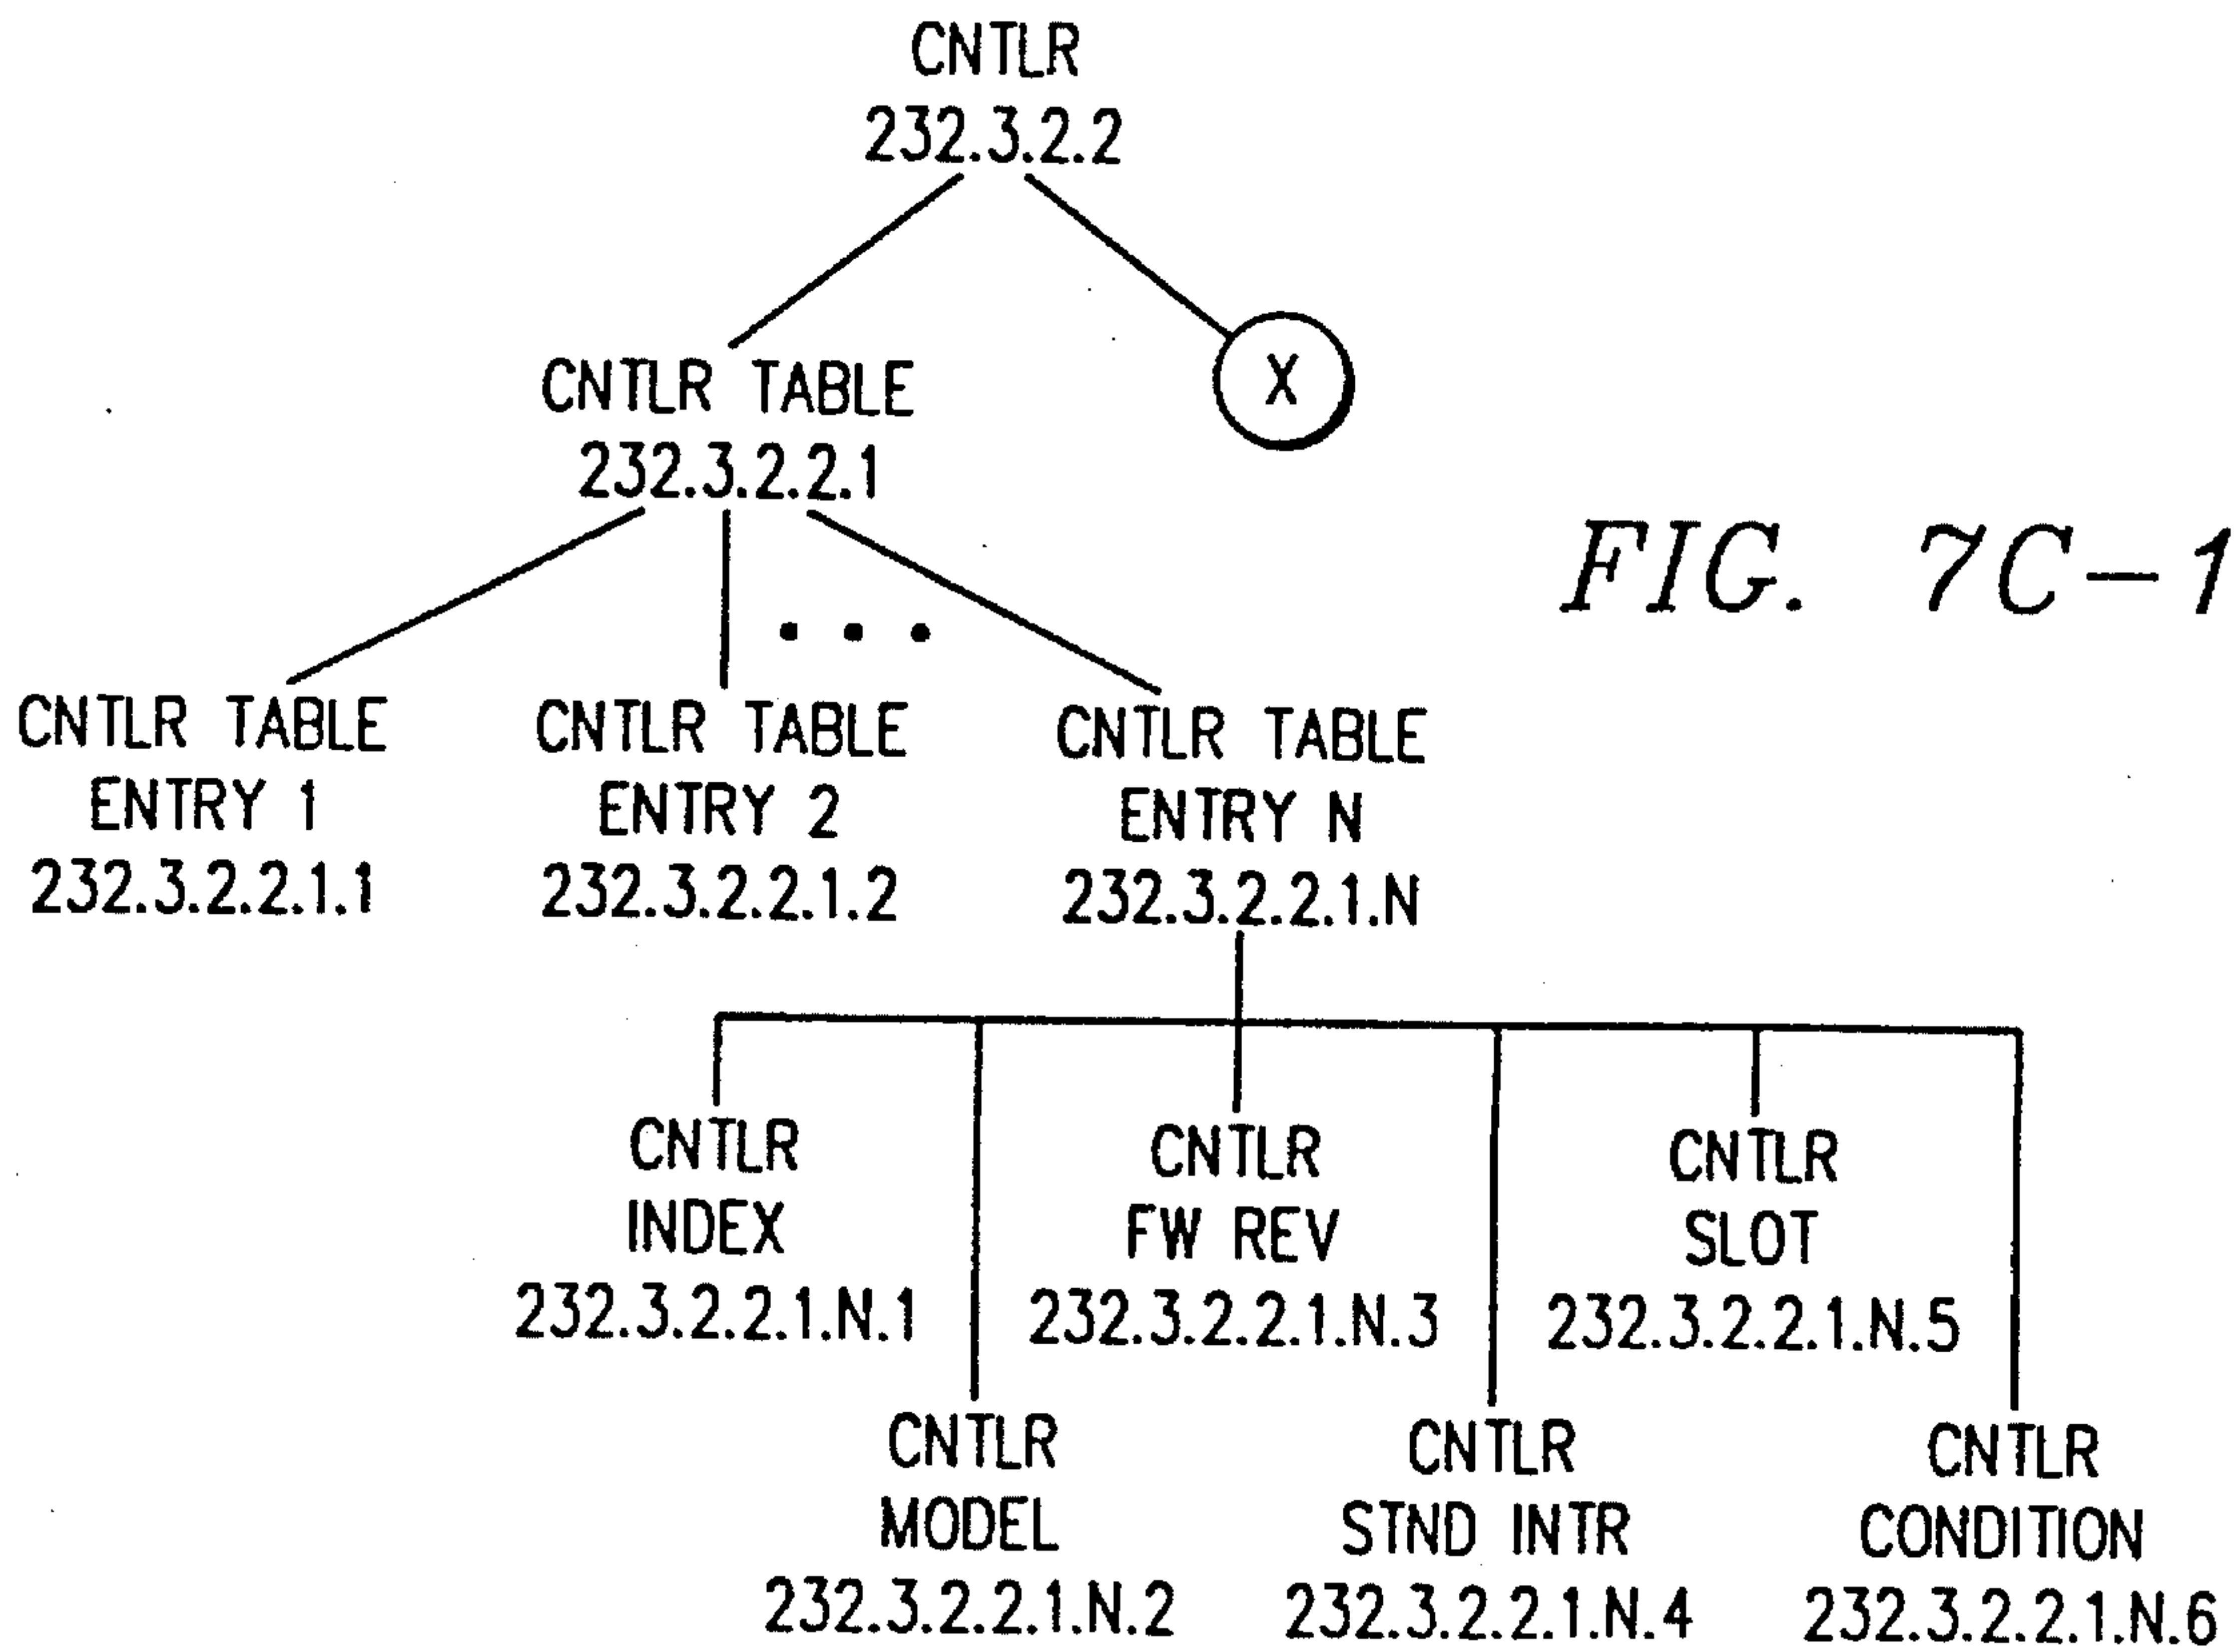 CNTLR
232.3.2.2
CNTLR TABLE
232.3.2.2.1
X
FIG. 7C-1
CNTLR TABLE
ENTRY 1
232.3.2.2.1.1
CNTLR TABLE
ENTRY 2
232.3.2.2.1.2
CNTLR TABLE
ENTRY N
232.3.2.2.1.N
CNTLR
INDEX
232.3.2.2.1.N.1
CNTLR
FW REV
232.3.2.2.1.N.3
CNTLR
SLOT
232.3.2.2.1.N.5
CNTLR
MODEL
232.3.2.2.1.N.2
CNTLR
STND INTR
232.3.2.2.1.N.4
CNTLR
CONDITION
232.3.2.2.1.N.6